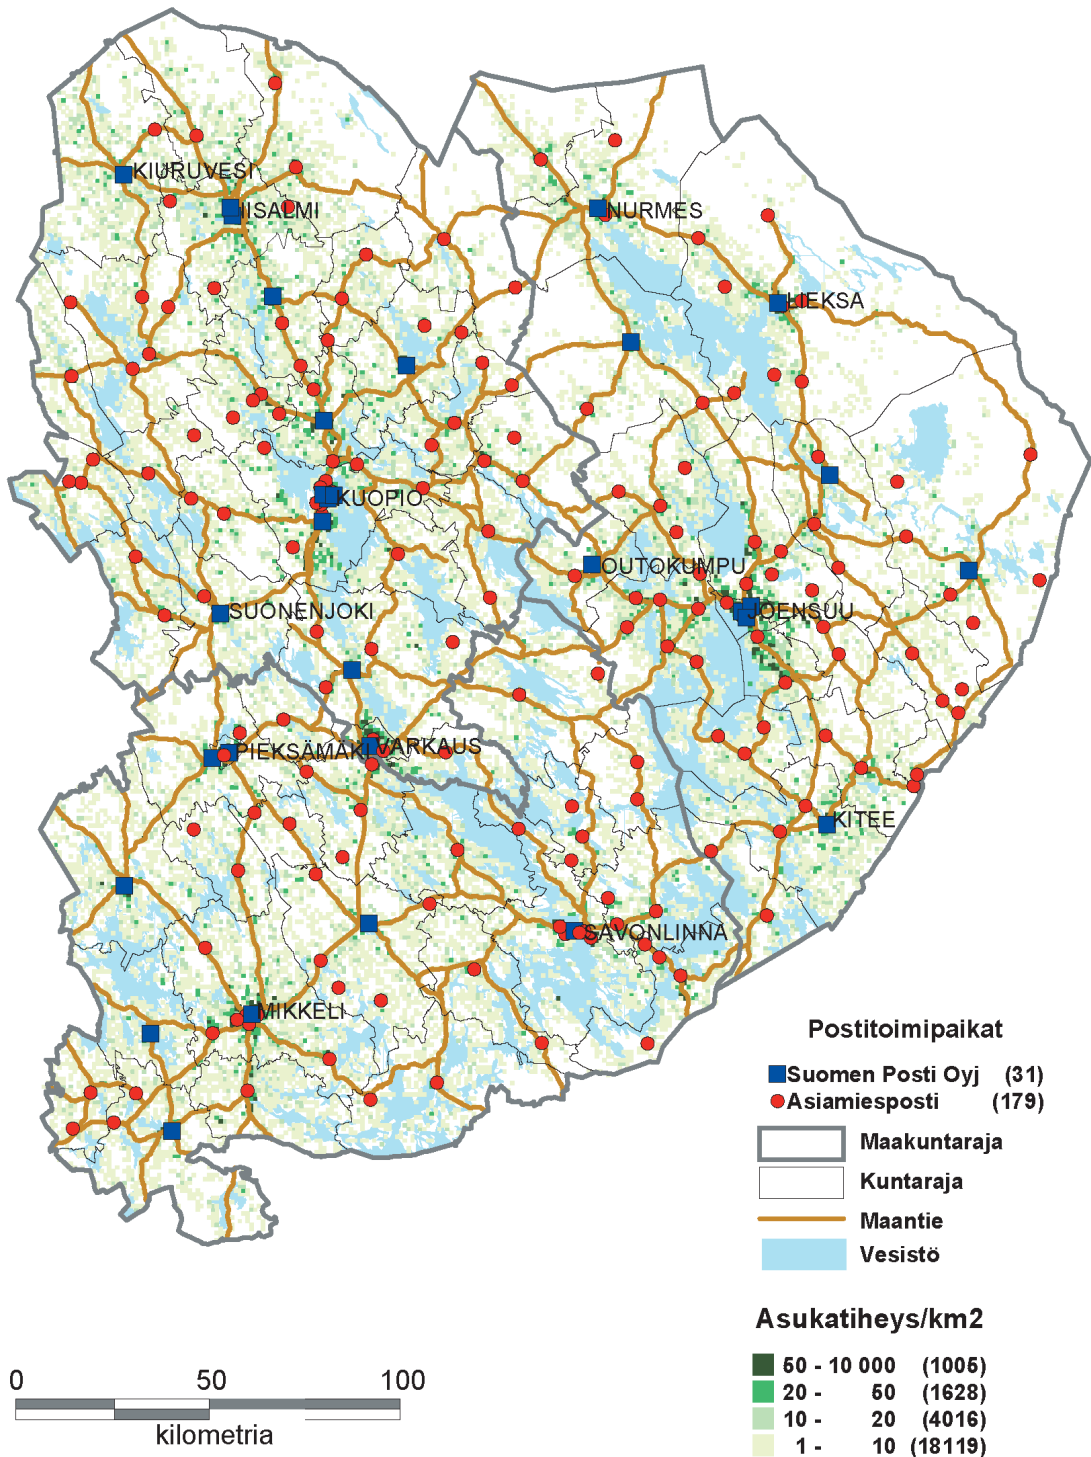 KIURUVESI
IISALMI
NURMES
LIEKSA
KUOPIO
OUTOKUMPU
JOENSUU
SUONENJOKI
PIEKSÄMÄKI
VARKAUS
KITEE
SAVONLINNA
MIKKELI
Postitoimipaikat
Suomen Posti Oyj (31)
Asiamiesposti (179)
Maakuntaraja
Kuntaraja
Maantie
Vesistö
Asukatiheys/km2
50 - 10 000 (1005)
20 - 50 (1628)
10 - 20 (4016)
1 - 10 (18119)
0 50 100
kilometria